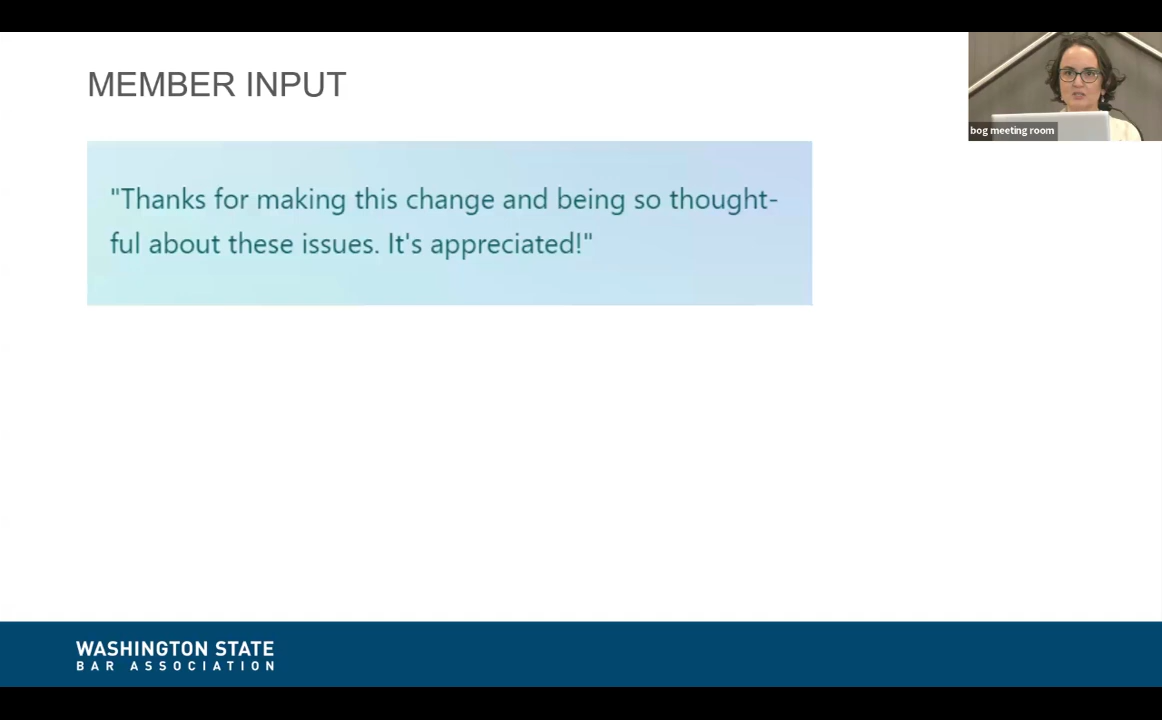 MEMBER INPUT
bog meeting room
"Thanks for making this change and being so thought-
ful about these issues. It's appreciated!"
WASHINGTON STATE
BAR ASSOCIATION